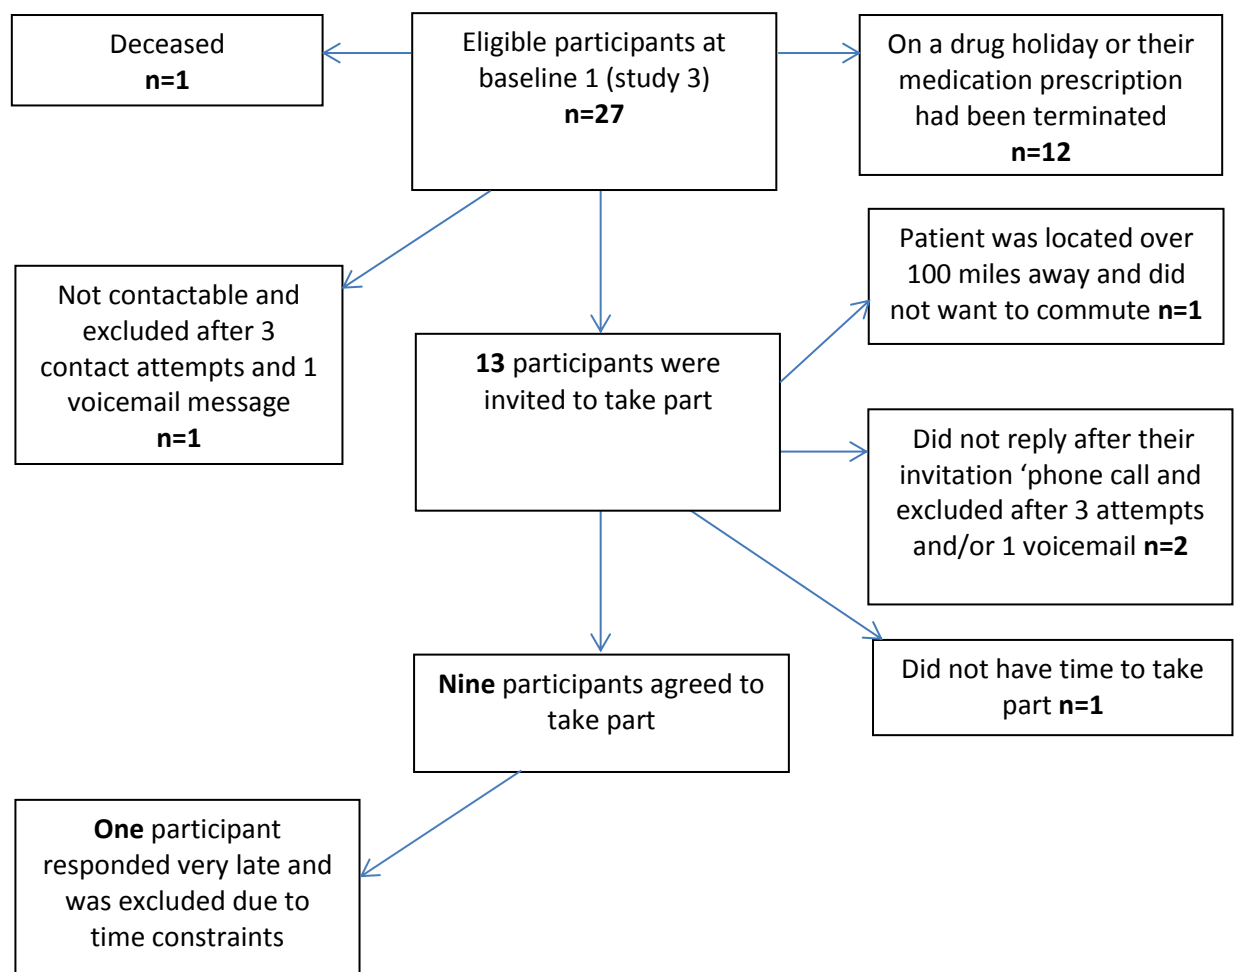 Deceased
n=1
Eligible participants at
baseline 1 (study 3)
n=27
On a drug holiday or their
medication prescription
had been terminated
n=12
Patient was located over
100 miles away and did
not want to commute n=1
Not contactable and
excluded after 3
contact attempts and 1
voicemail message
n=1
13 participants were
invited to take part
Did not reply after their
invitation ‘phone call and
excluded after 3 attempts
and/or 1 voicemail n=2
Did not have time to take
part n=1
Nine participants agreed to
take part
One participant
responded very late and
was excluded due to
time constraints